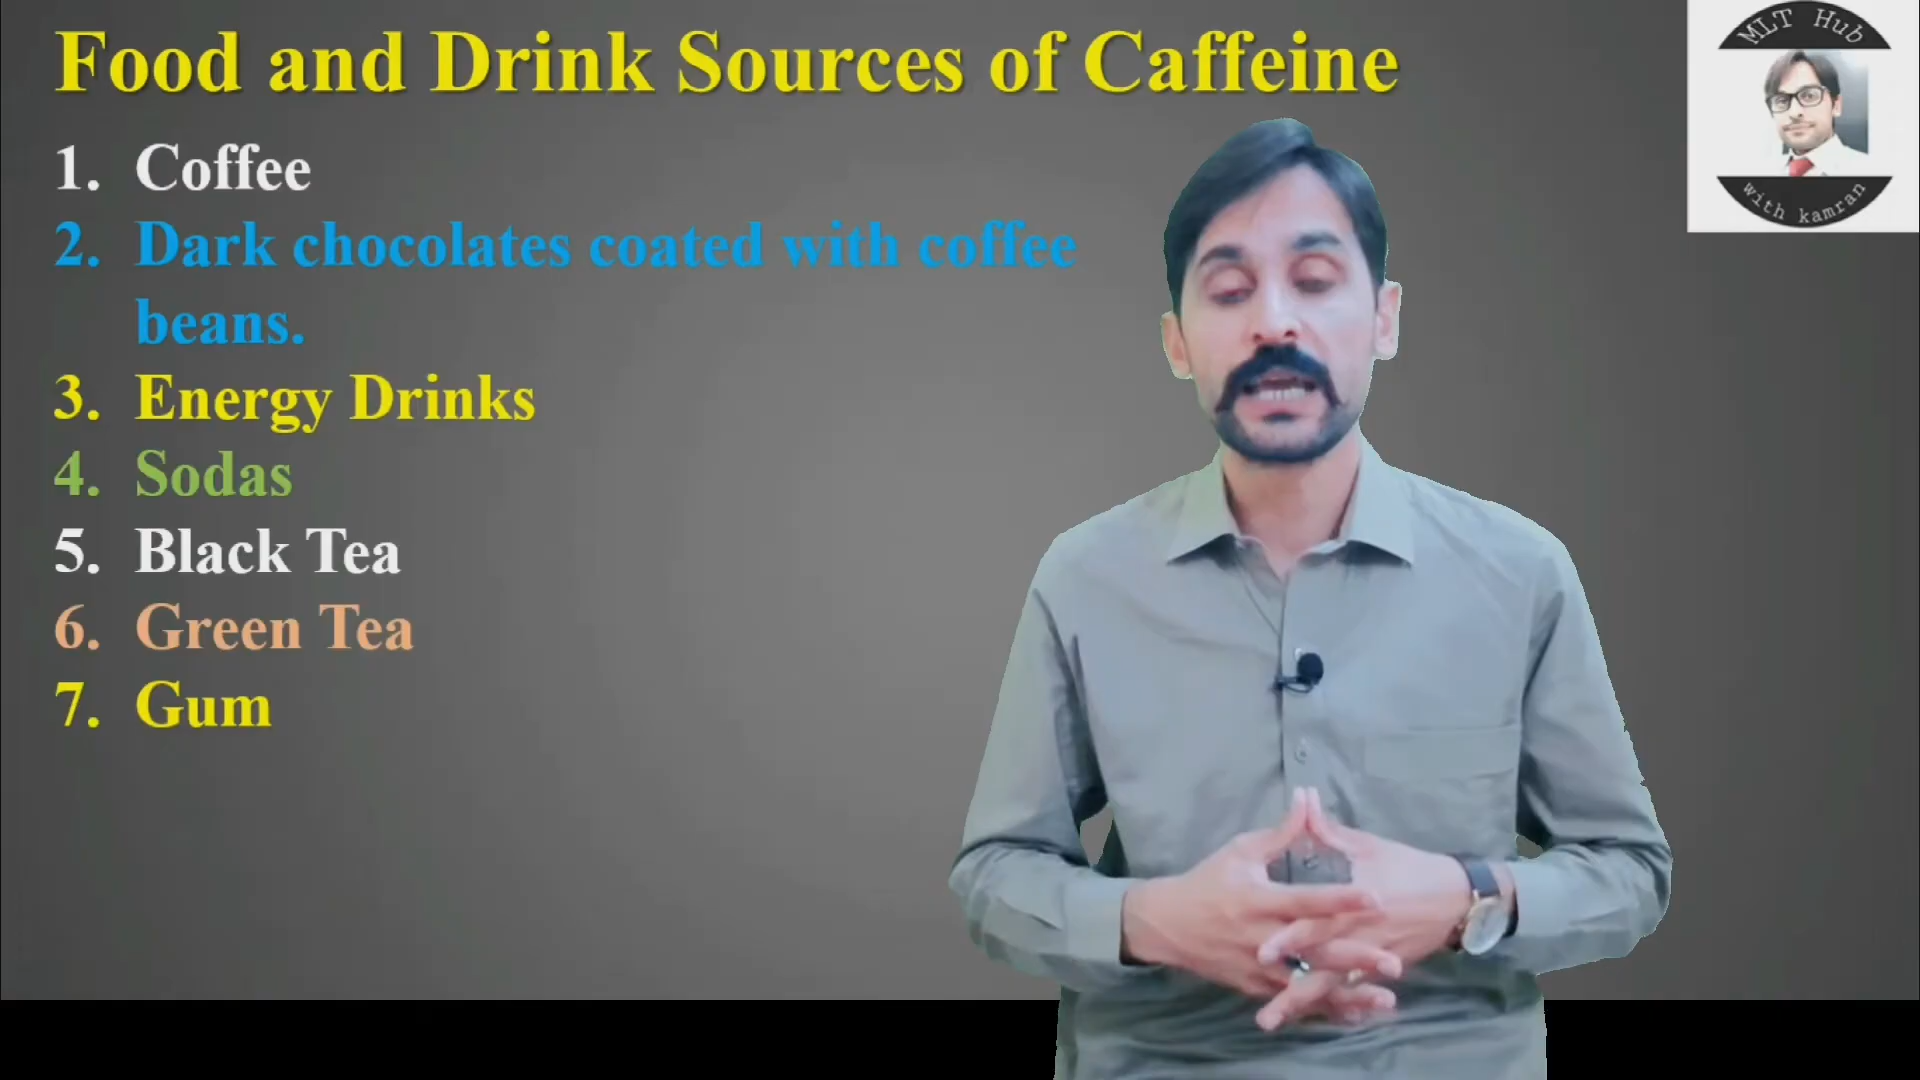 Food and Drink Sources of Caffeine
MLT Hub
with kamran
1. Coffee
2. Dark chocolates coated with coffee
beans.
3. Energy Drinks
4. Sodas
5. Black Tea
6. Green Tea
7. Gum